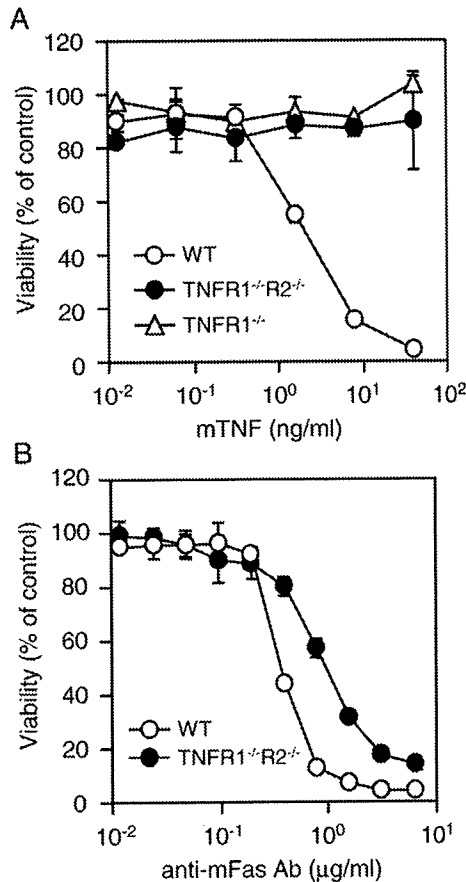 A
Viability (% of control)
120
100
80
60
40
20
0
WT
TNFR1⁻/⁻R2⁻/⁻
TNFR1⁻/⁻
10⁻² 10⁻¹ 10⁰ 10¹ 10²
mTNF (ng/ml)
B
Viability (% of control)
120
100
80
60
40
20
0
WT
TNFR1⁻/⁻R2⁻/⁻
10⁻² 10⁻¹ 10⁰ 10¹
anti-mFas Ab (μg/ml)